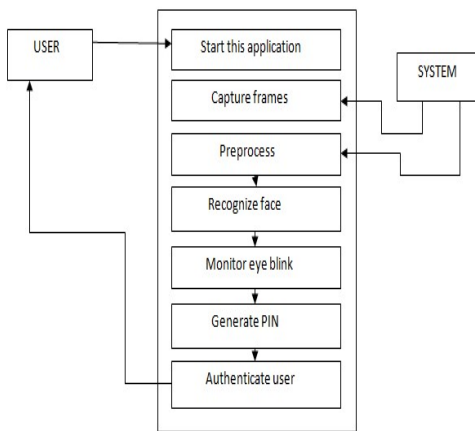 USER
Start this application
SYSTEM
Capture frames
Preprocess
Recognize face
Monitor eye blink
Generate PIN
Authenticate user